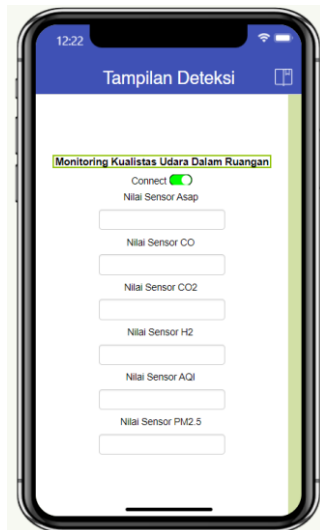 12:22
Tampilan Deteksi
Monitoring Kualistas Udara Dalam Ruangan
Connect
Nilai Sensor Asap
Nilai Sensor CO
Nilai Sensor CO2
Nilai Sensor H2
Nilai Sensor AQI
Nilai Sensor PM2.5